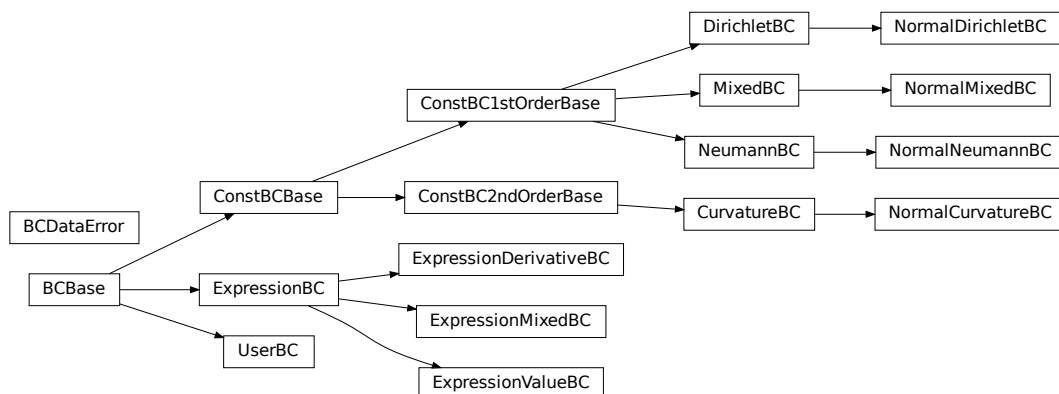 DirichletBC
NormalDirichletBC
MixedBC
NormalMixedBC
ConstBC1stOrderBase
NeumannBC
NormalNeumannBC
ConstBCBase
ConstBC2ndOrderBase
CurvatureBC
NormalCurvatureBC
BCDataError
ExpressionDerivativeBC
BCBase
ExpressionBC
ExpressionMixedBC
UserBC
ExpressionValueBC